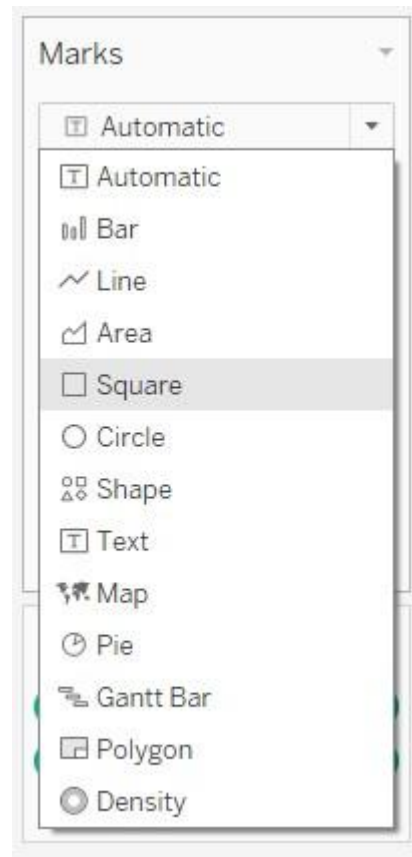 Marks
Automatic
Automatic
Bar
Line
Area
Square
Circle
Shape
Text
Map
Pie
Gantt Bar
Polygon
Density